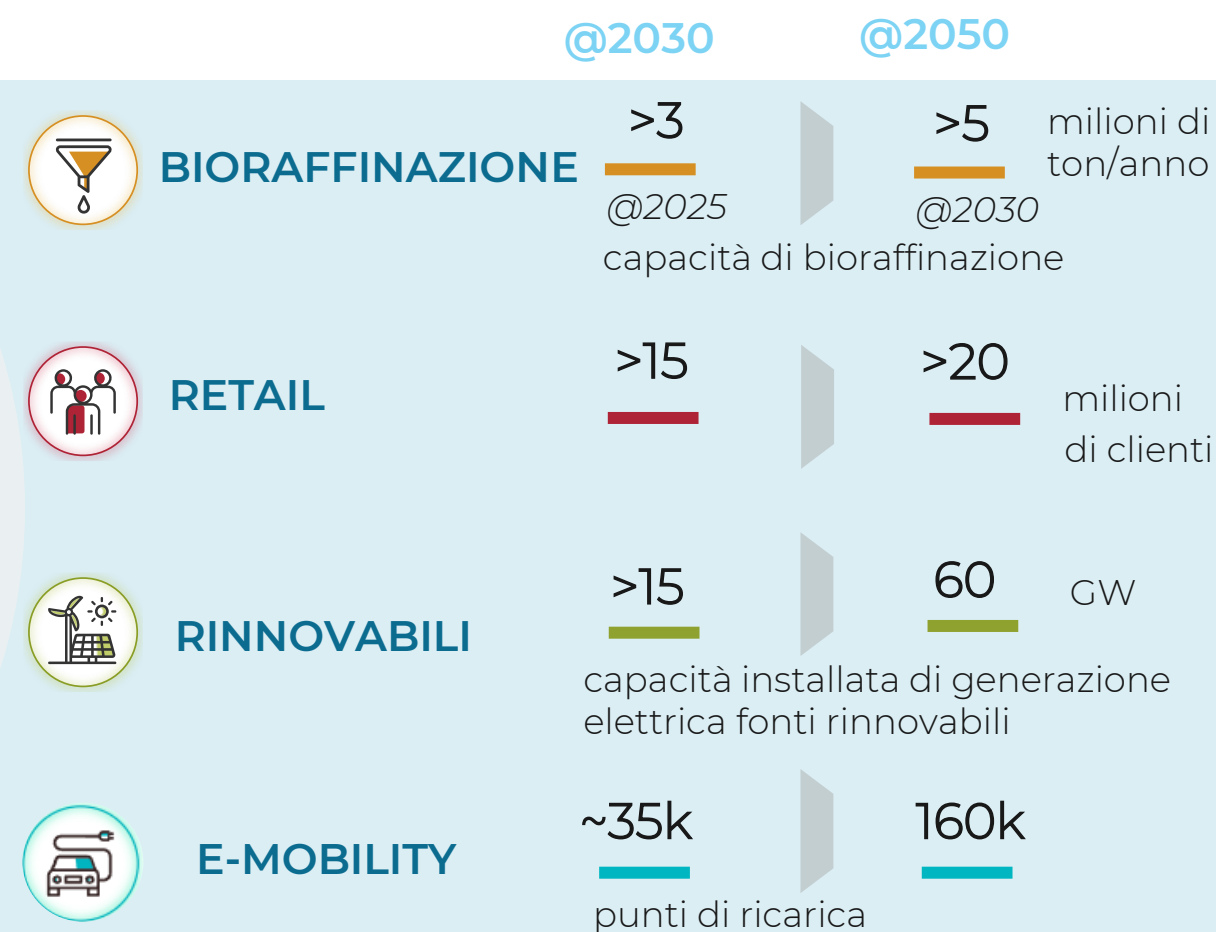 @2030 @2050
BIORAFFINAZIONE
>3
@2025
>5
@2030
milioni di
ton/anno
capacità di bioraffinazione
RETAIL
>15
>20
milioni
di clienti
RINNOVABILI
>15
60
GW
capacità installata di generazione
elettrica fonti rinnovabili
E-MOBILITY
~35k
160k
punti di ricarica